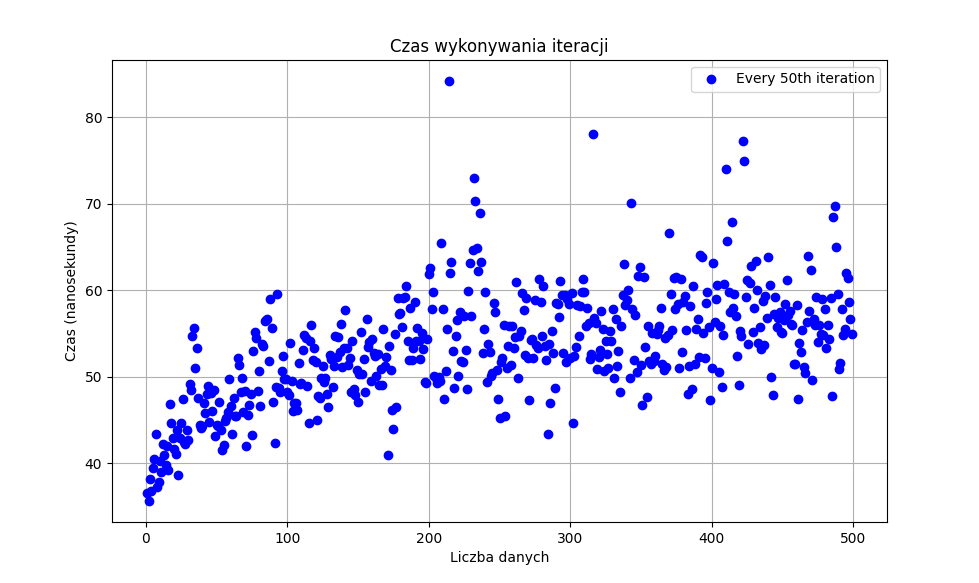 Czas wykonywania iteracji
Every 50th iteration
Czas (nanosekundy)
80
70
60
50
40
0
100
200
300
400
500
Liczba danych